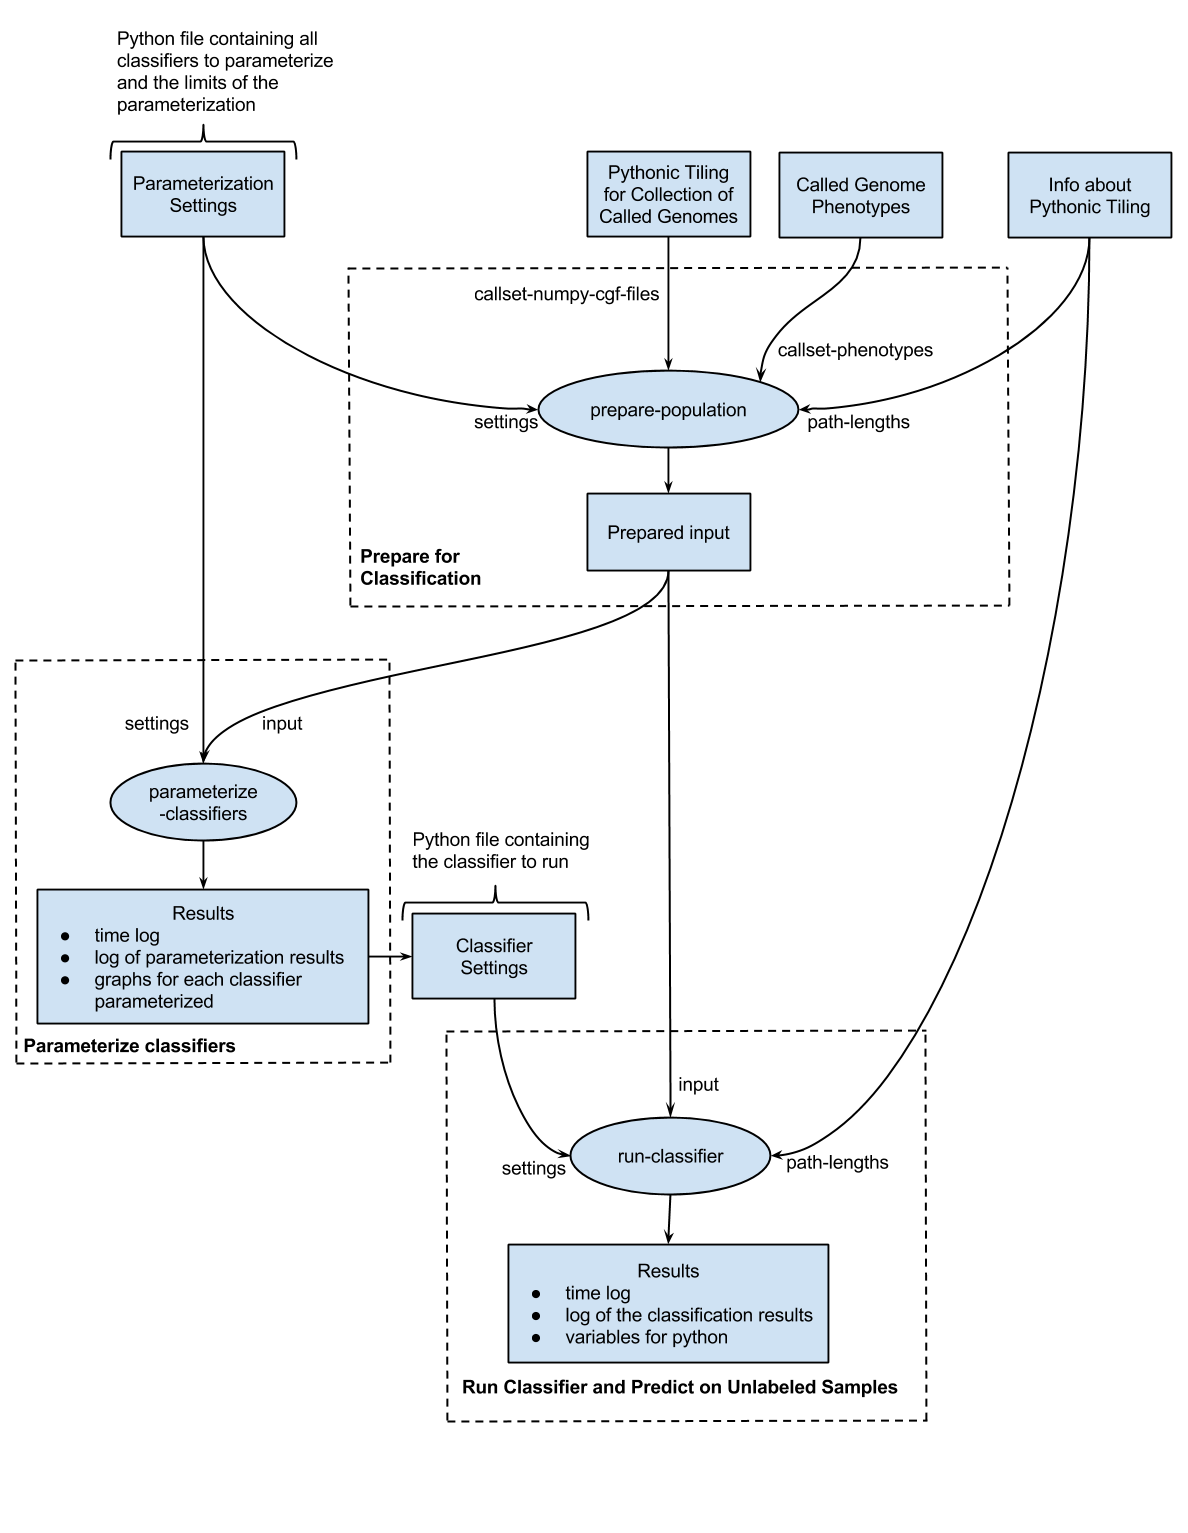 Python file containing all
classifiers to parameterize
and the limits of the
parameterization
Parameterization
Settings
Pythonic Tiling
for Collection of
Called Genomes
Called Genome
Phenotypes
Info about
Pythonic Tiling
callset-numpy-cgf-files
callset-phenotypes
prepare-population
settings
path-lengths
Prepared input
Prepare for
Classification
settings
input
parameterize
-classifiers
Python file containing
the classifier to run
Results
● time log
● log of parameterization results
● graphs for each classifier
parameterized
Classifier
Settings
Parameterize classifiers
input
run-classifier
settings
path-lengths
Results
● time log
● log of the classification results
● variables for python
Run Classifier and Predict on Unlabeled Samples